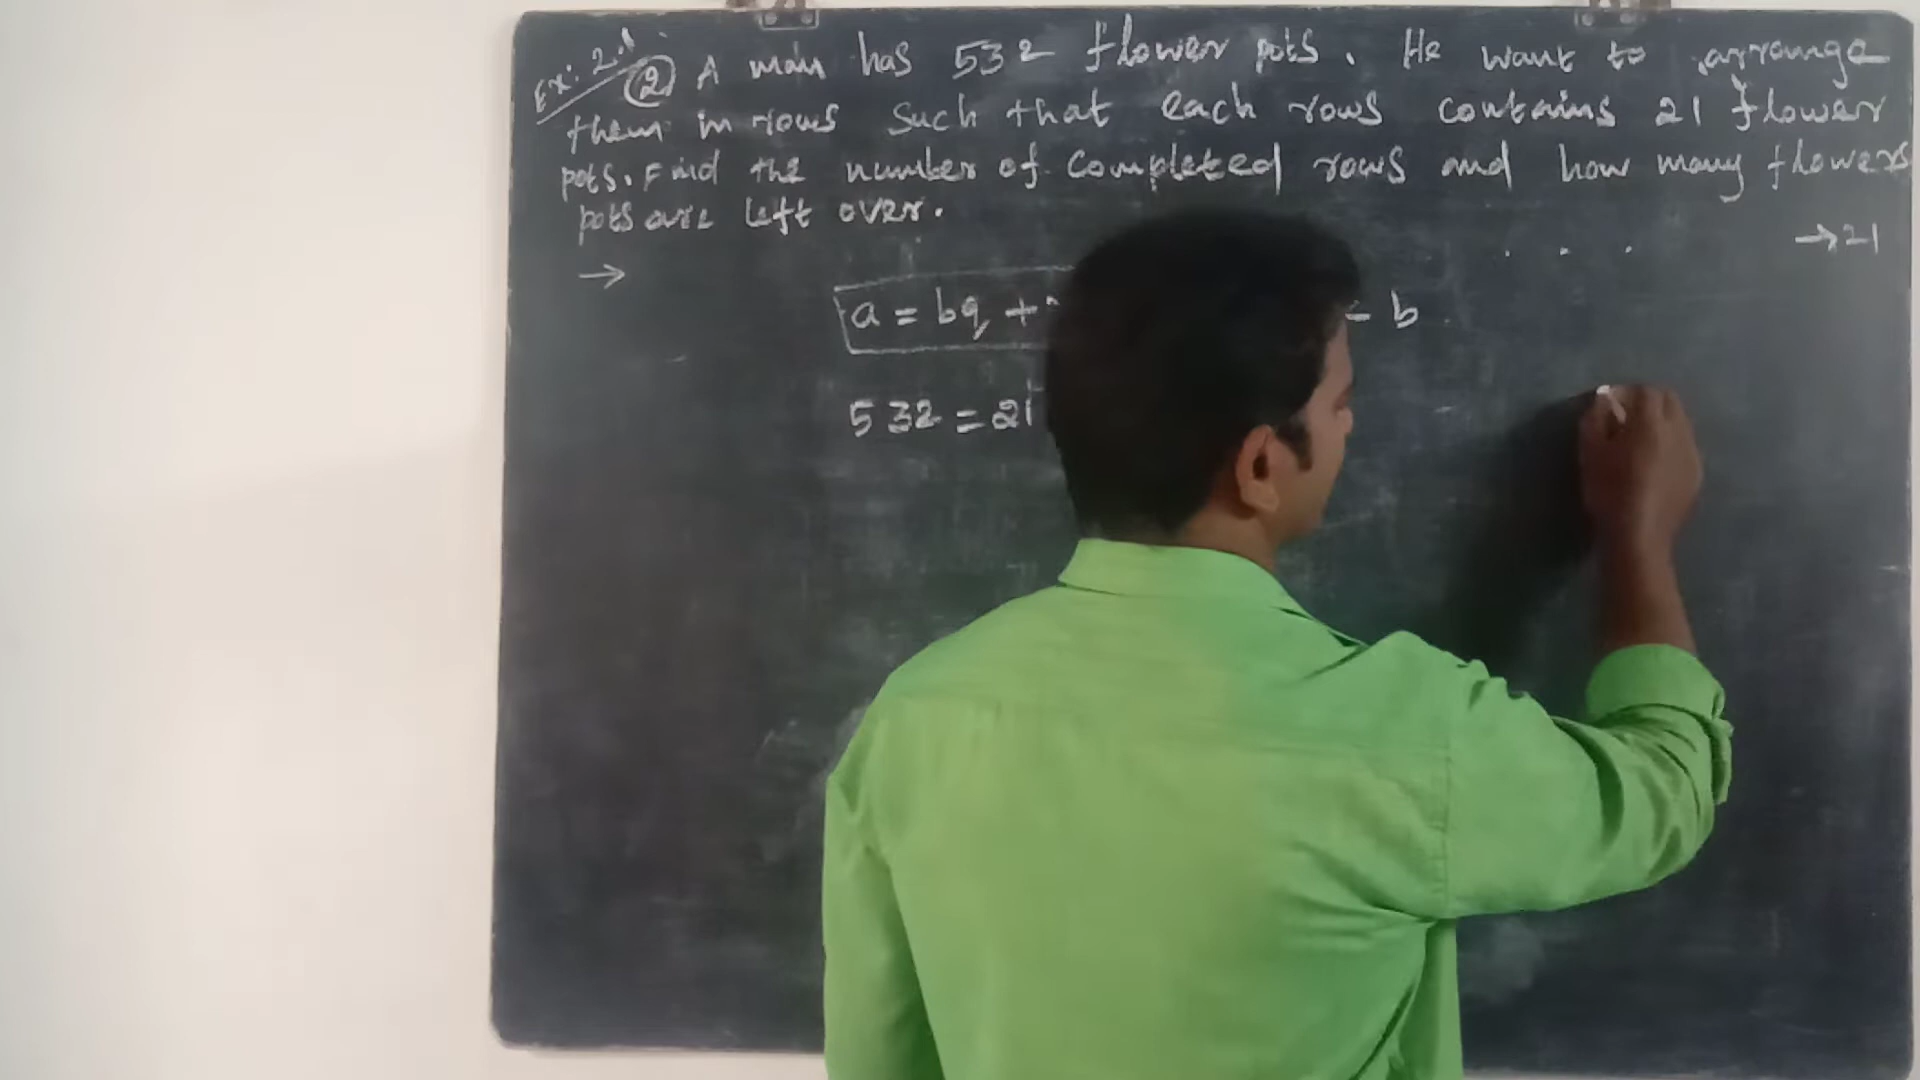 Ex: 2.1
② A man has 532 flower pots. He want to arrange
them in rows such that each rows contains 21 flower
pots. Find the number of completed rows and how many flowers
pots are left over.
→ 21
→
a = bq + b
532 = 21